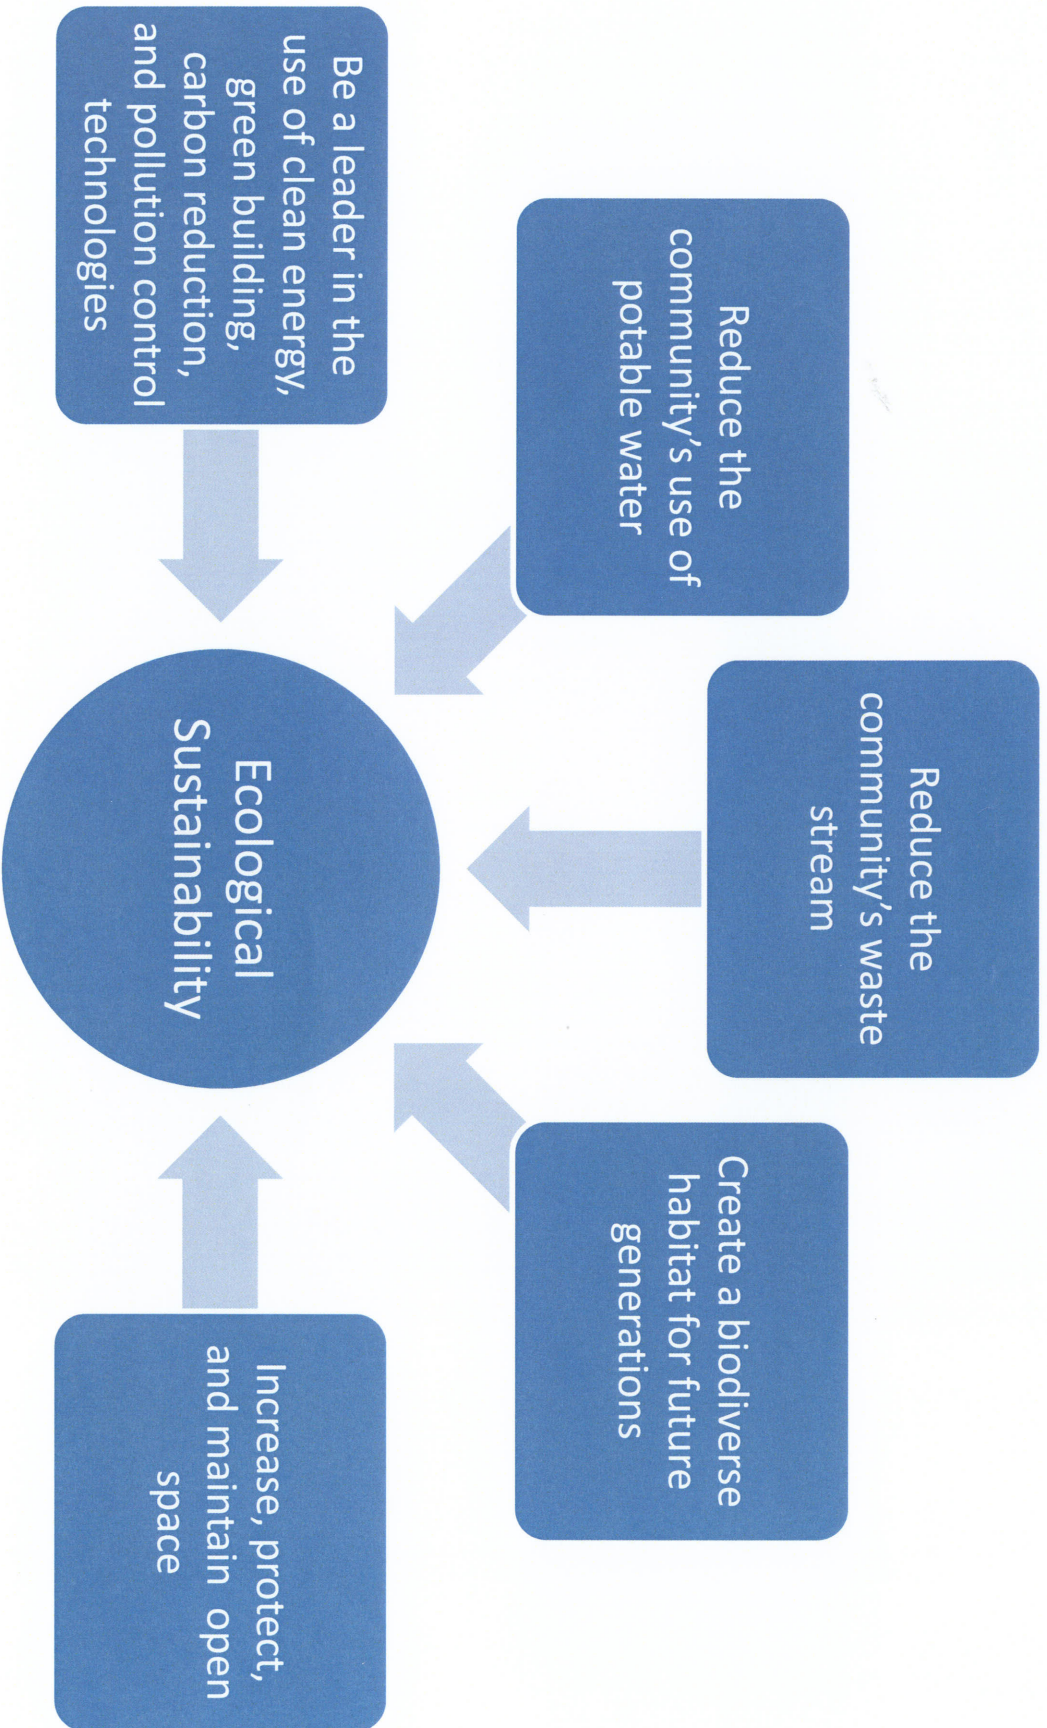 Be a leader in the
use of clean energy,
green building,
carbon reduction,
and pollution control
technologies
Reduce the
community's use of
potable water
Reduce the
community's waste
stream
Create a biodiverse
habitat for future
generations
Increase, protect,
and maintain open
space
Ecological
Sustainability